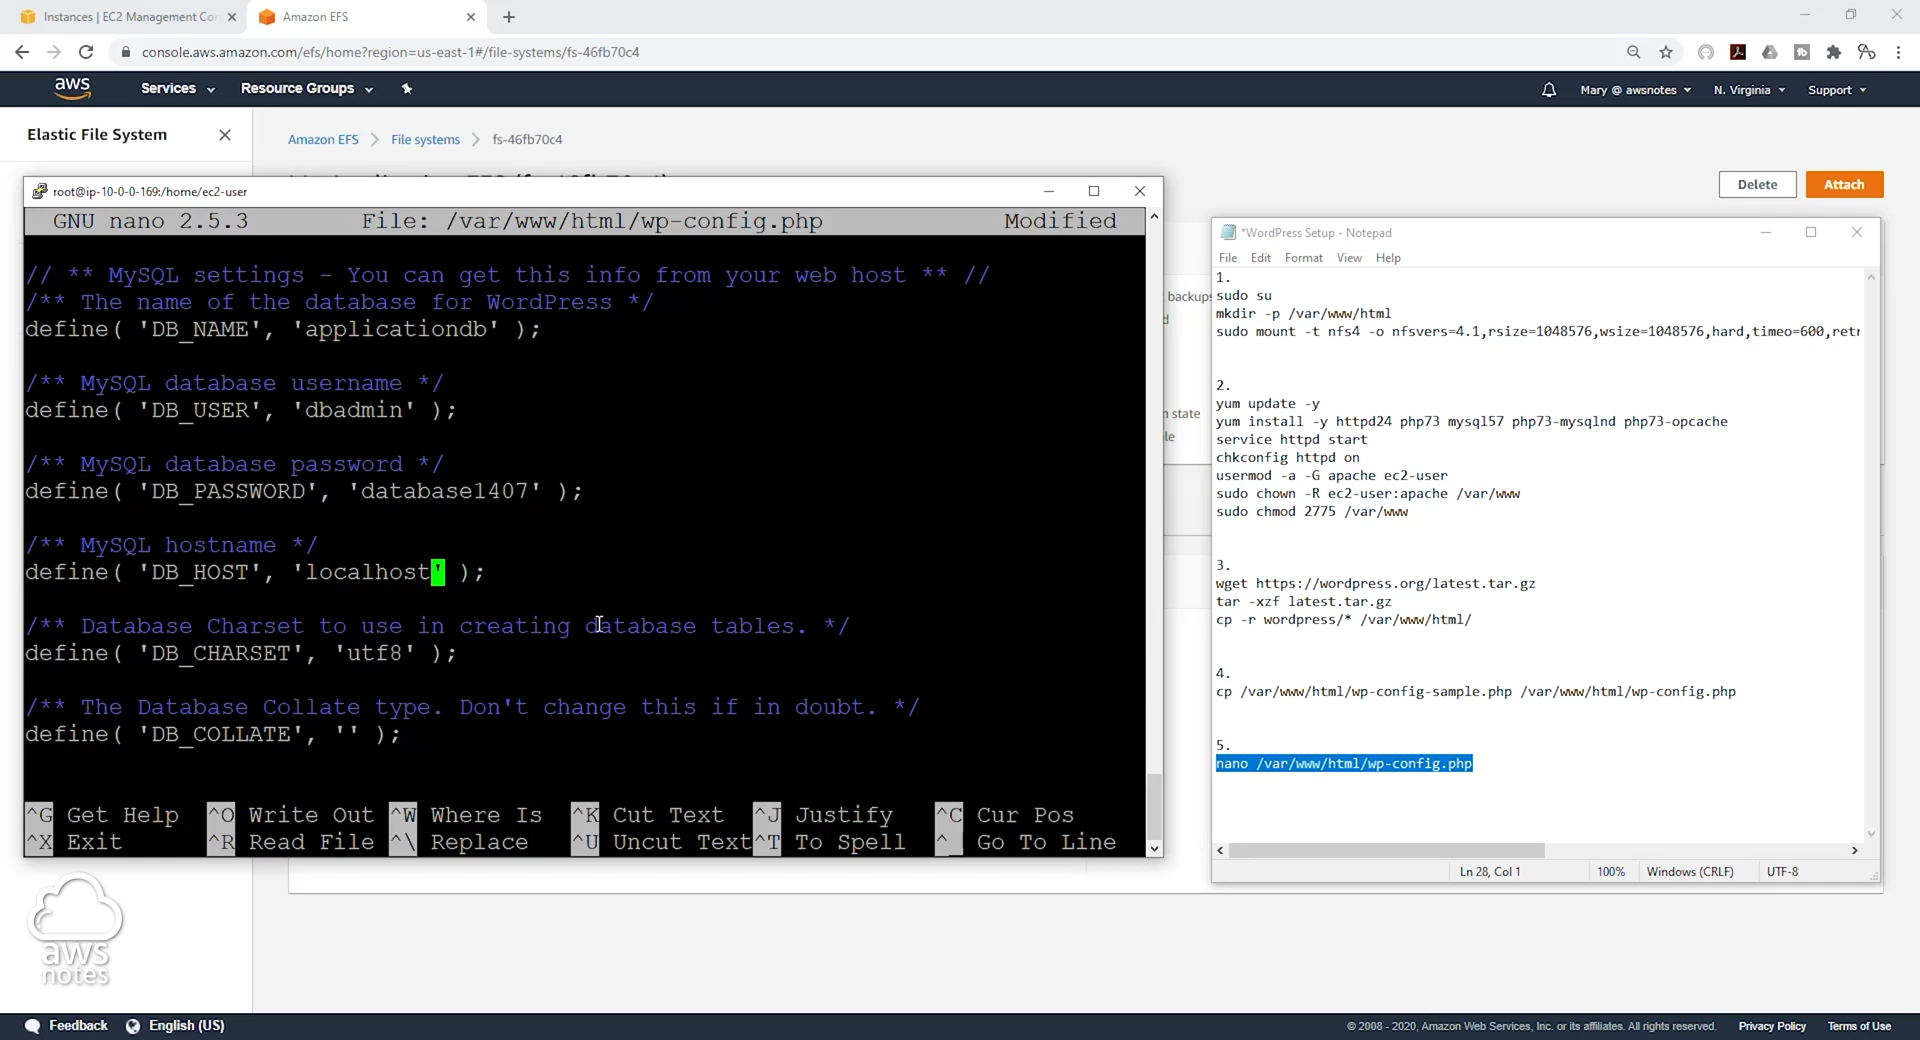 Instances | EC2 Management Co
Amazon EFS
console.aws.amazon.com/efs/home?region=us-east-1#/file-systems/fs-46fb70c4
aws
Services
Resource Groups
Mary @ awsnotes
N. Virginia
Support
Elastic File System
Amazon EFS
File systems
fs-46fb70c4
Delete
Attach
root@ip-10-0-0-169:/home/ec2-user
GNU nano 2.5.3 File: /var/www/html/wp-config.php Modified
// ** MySQL settings - You can get this info from your web host ** //
/** The name of the database for WordPress */
define( 'DB_NAME', 'applicationdb' );
/** MySQL database username */
define( 'DB_USER', 'dbadmin' );
/** MySQL database password */
define( 'DB_PASSWORD', 'database1407' );
/** MySQL hostname */
define( 'DB_HOST', 'localhost' );
/** Database Charset to use in creating database tables. */
define( 'DB_CHARSET', 'utf8' );
/** The Database Collate type. Don't change this if in doubt. */
define( 'DB_COLLATE', '' );
^G Get Help ^O Write Out ^W Where Is ^K Cut Text ^J Justify ^C Cur Pos
^X Exit ^R Read File ^\ Replace ^U Uncut Text ^T To Spell ^_ Go To Line
backups
n state
le
*WordPress Setup - Notepad
File Edit Format View Help
1.
sudo su
mkdir -p /var/www/html
sudo mount -t nfs4 -o nfsvers=4.1,rsize=1048576,wsize=1048576,hard,timeo=600,retr
2.
yum update -y
yum install -y httpd24 php73 mysql57 php73-mysqlnd php73-opcache
service httpd start
chkconfig httpd on
usermod -a -G apache ec2-user
sudo chown -R ec2-user:apache /var/www
sudo chmod 2775 /var/www
3.
wget https://wordpress.org/latest.tar.gz
tar -xzf latest.tar.gz
cp -r wordpress/* /var/www/html/
4.
cp /var/www/html/wp-config-sample.php /var/www/html/wp-config.php
5.
nano /var/www/html/wp-config.php
Ln 28, Col 1
100%
Windows (CRLF)
UTF-8
aws
notes
Feedback
English (US)
© 2008 - 2020, Amazon Web Services, Inc. or its affiliates. All rights reserved.
Privacy Policy
Terms of Use